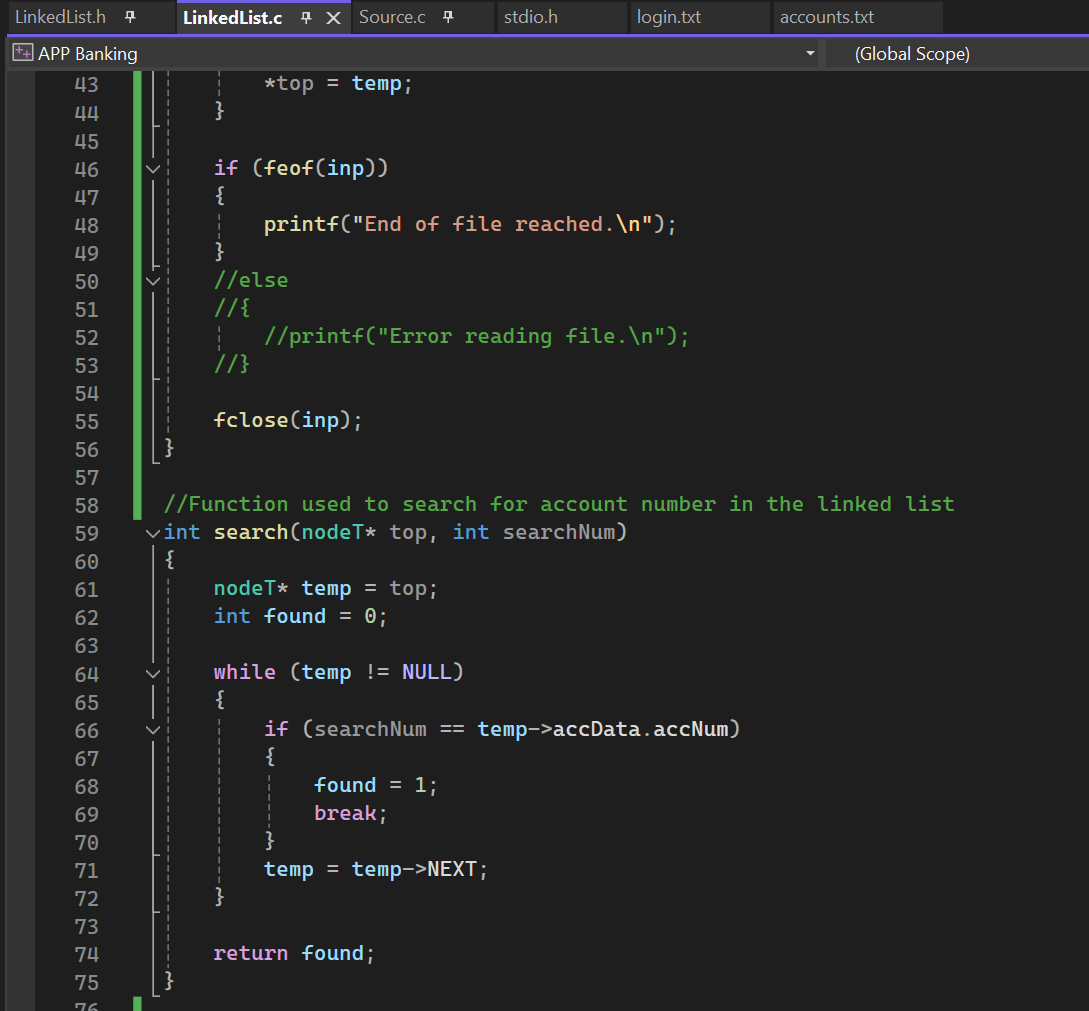 LinkedList.h LinkedList.c Source.c stdio.h login.txt accounts.txt
APP Banking (Global Scope)
43 *top = temp;
44 }
45
46 if (feof(inp))
47 {
48 printf("End of file reached.\n");
49 }
50 //else
51 //{
52 //printf("Error reading file.\n");
53 //}
54
55 fclose(inp);
56 }
57
58 //Function used to search for account number in the linked list
59 int search(nodeT* top, int searchNum)
60 {
61 nodeT* temp = top;
62 int found = 0;
63
64 while (temp != NULL)
65 {
66 if (searchNum == temp->accData.accNum)
67 {
68 found = 1;
69 break;
70 }
71 temp = temp->NEXT;
72 }
73
74 return found;
75 }
76